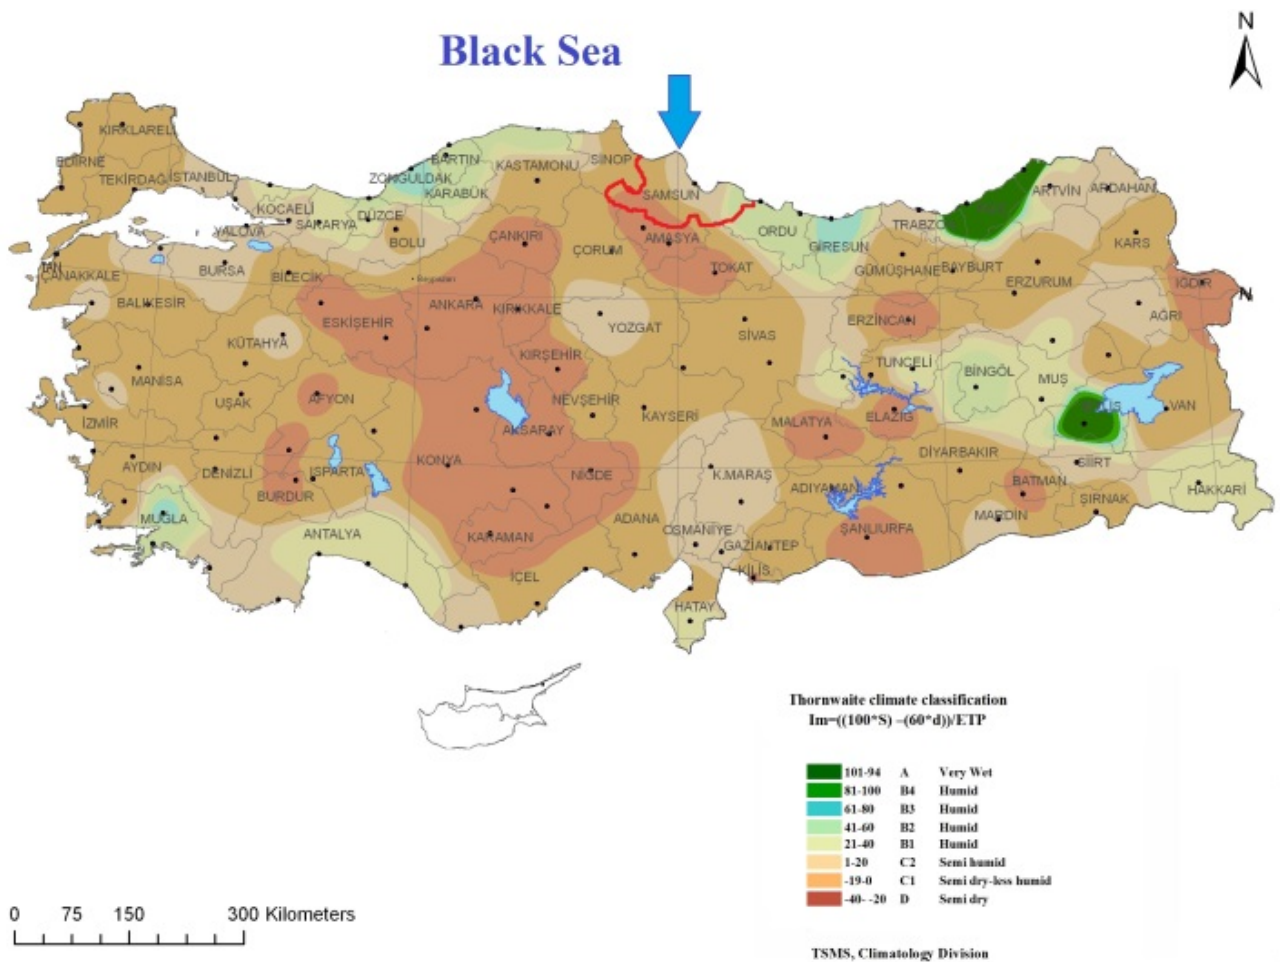 Black Sea
N
KIRKLARELİ
EDİRNE
TEKİRDAĞ
İSTANBUL
KOCAELİ
YALOVA
SAKARYA
DÜZCE
BOLU
ZONGULDAK
BARTIN
KARABÜK
KASTAMONU
SİNOP
SAMSUN
AMASYA
ÇORUM
ÇANKIRI
TOKAT
ORDU
GİRESUN
TRABZO
GÜMÜŞHANE
BAYBURT
ARTVİN
ARDAHAN
KARS
ERZURUM
IĞDIR
N
AĞRI
ÇANAKKALE
BALIKESİR
BURSA
BİLECİK
ESKİŞEHİR
ANKARA
KIRIKKALE
YOZGAT
SİVAS
ERZİNCAN
TUNCELİ
BİNGÖL
MUŞ
VAN
KÜTAHYA
MANİSA
UŞAK
AFYON
İZMİR
KIRŞEHİR
NEVŞEHİR
KAYSERİ
AKSARAY
MALATYA
ELAZIĞ
DİYARBAKIR
SİİRT
AYDIN
DENİZLİ
ISPARTA
BURDUR
KONYA
NİĞDE
K.MARAŞ
ADIYAMAN
BATMAN
ŞIRNAK
HAKKARİ
MARDİN
MUĞLA
ANTALYA
KARAMAN
ADANA
OSMANİYE
GAZİANTEP
ŞANLIURFA
KİLİS
İÇEL
HATAY
Thornwaite climate classification
Im=((100*S) –(60*d))/ETP
101-94 A Very Wet
81-100 B4 Humid
61-80 B3 Humid
41-60 B2 Humid
21-40 B1 Humid
1-20 C2 Semi humid
-19-0 C1 Semi dry-less humid
-40- -20 D Semi dry
TSMS, Climatology Division
0 75 150 300 Kilometers